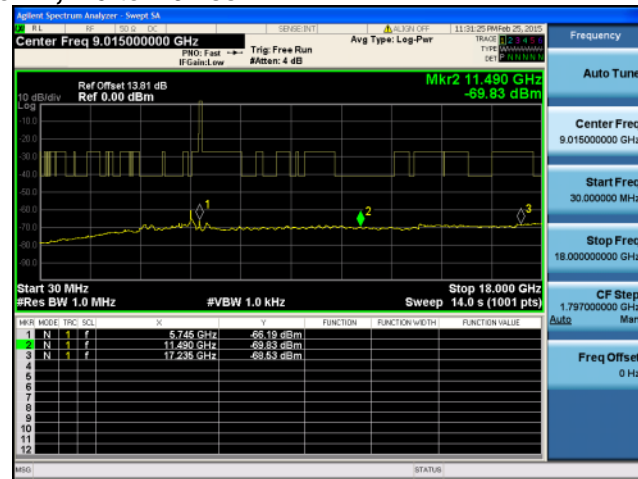 Agilent Spectrum Analyzer - Swept SA
RL RF 50 Ω DC SENSE:INT ALIGN OFF 11:31:25 PM Feb 25, 2015
Center Freq 9.015000000 GHz
PNO: Fast
IFGain:Low
Trig: Free Run
#Atten: 4 dB
Avg Type: Log-Pwr
TRACE 1 2 3 4 5 6
TYPE
DET P N N N N N
Frequency
Auto Tune
Center Freq
9.015000000 GHz
Start Freq
30.000000 MHz
Stop Freq
18.000000000 GHz
CF Step
1.797000000 GHz
Auto Man
Freq Offset
0 Hz
Mkr2 11.490 GHz
-69.83 dBm
Ref Offset 13.81 dB
10 dB/div Ref 0.00 dBm
Log
-10.0
-20.0
-30.0
-40.0
-50.0
-60.0
-70.0
-80.0
-90.0
1
2
3
Start 30 MHz Stop 18.000 GHz
#Res BW 1.0 MHz #VBW 1.0 kHz Sweep 14.0 s (1001 pts)
MKR MODE TRC SCL X Y FUNCTION FUNCTION WIDTH FUNCTION VALUE
1 N 1 f 5.745 GHz -66.19 dBm
2 N 1 f 11.490 GHz -69.83 dBm
3 N 1 f 17.235 GHz -68.53 dBm
4
5
6
7
8
9
10
11
12
MSG STATUS